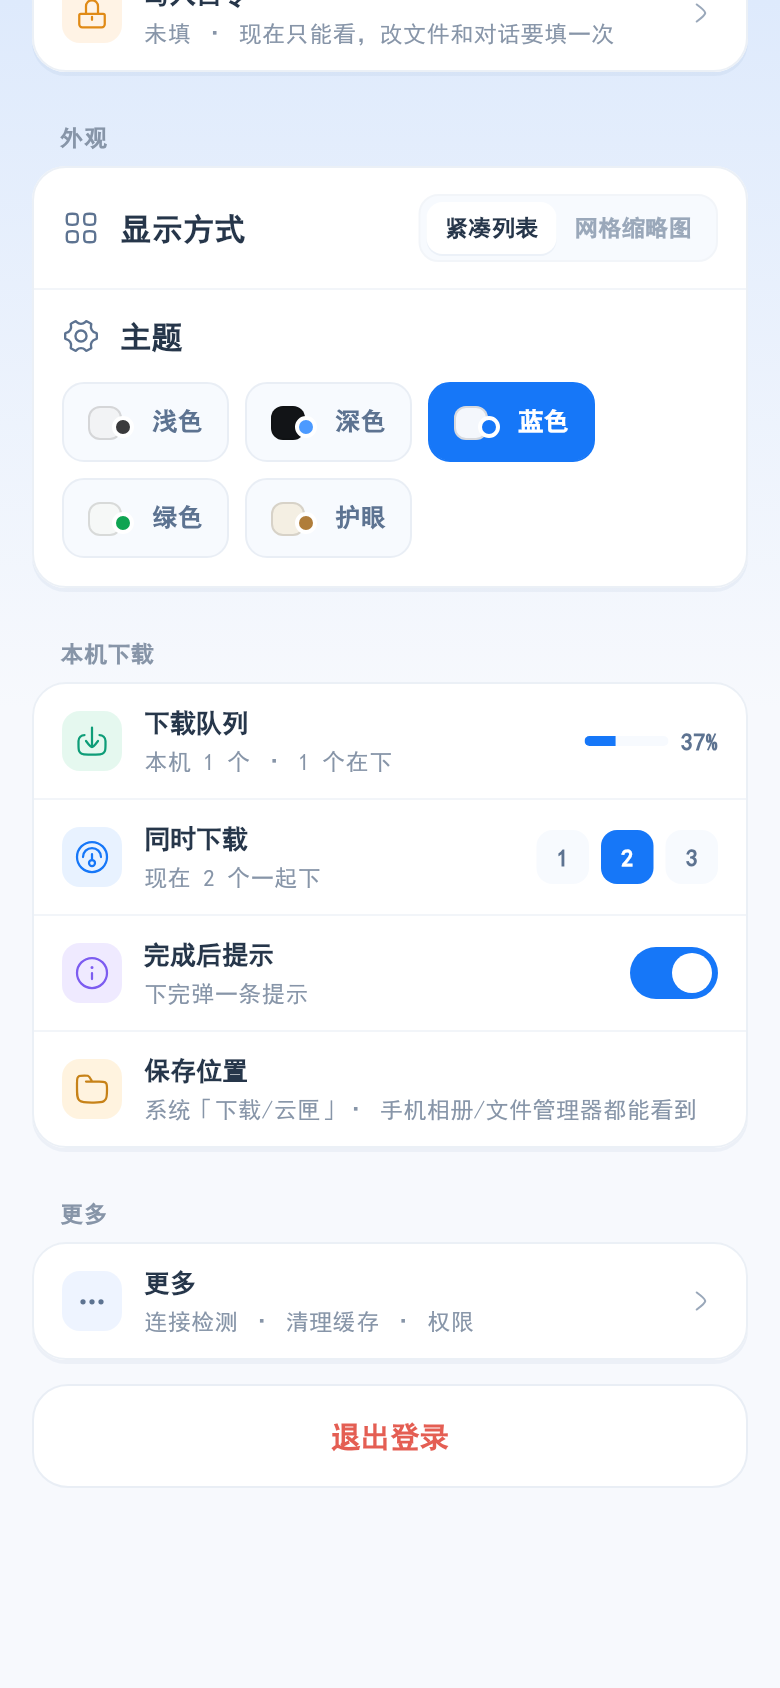 未填 · 现在只能看，改文件和对话要填一次
外观
显示方式
紧凑列表
网格缩略图
主题
浅色
深色
蓝色
绿色
护眼
本机下载
下载队列
本机 1 个 · 1 个在下
37%
同时下载
现在 2 个一起下
1
2
3
完成后提示
下完弹一条提示
保存位置
系统「下载/云匣」· 手机相册/文件管理器都能看到
更多
更多
连接检测 · 清理缓存 · 权限
退出登录